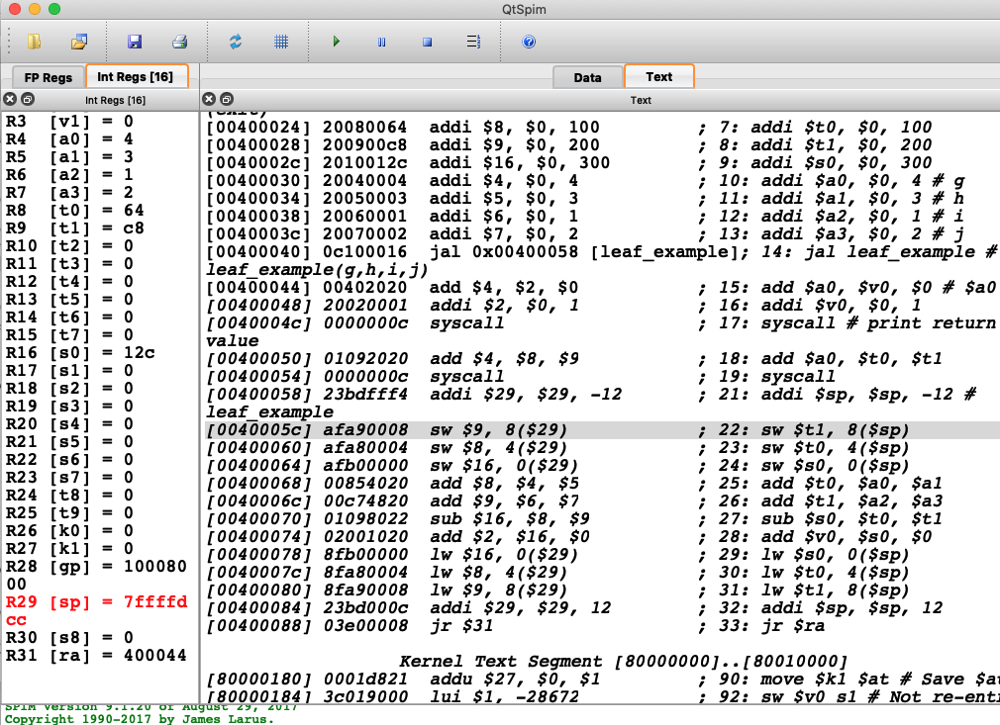 QtSpim
FP Regs
Int Regs [16]
Data
Text
Int Regs [16]
Text
R3 [v1] = 0
R4 [a0] = 4
R5 [a1] = 3
R6 [a2] = 1
R7 [a3] = 2
R8 [t0] = 64
R9 [t1] = c8
R10 [t2] = 0
R11 [t3] = 0
R12 [t4] = 0
R13 [t5] = 0
R14 [t6] = 0
R15 [t7] = 0
R16 [s0] = 12c
R17 [s1] = 0
R18 [s2] = 0
R19 [s3] = 0
R20 [s4] = 0
R21 [s5] = 0
R22 [s6] = 0
R23 [s7] = 0
R24 [t8] = 0
R25 [t9] = 0
R26 [k0] = 0
R27 [k1] = 0
R28 [gp] = 100080
00
R29 [sp] = 7ffffd
cc
R30 [s8] = 0
R31 [ra] = 400044
(exit)
[00400024] 20080064 addi $8, $0, 100 ; 7: addi $t0, $0, 100
[00400028] 200900c8 addi $9, $0, 200 ; 8: addi $t1, $0, 200
[0040002c] 2010012c addi $16, $0, 300 ; 9: addi $s0, $0, 300
[00400030] 20040004 addi $4, $0, 4 ; 10: addi $a0, $0, 4 # g
[00400034] 20050003 addi $5, $0, 3 ; 11: addi $a1, $0, 3 # h
[00400038] 20060001 addi $6, $0, 1 ; 12: addi $a2, $0, 1 # i
[0040003c] 20070002 addi $7, $0, 2 ; 13: addi $a3, $0, 2 # j
[00400040] 0c100016 jal 0x00400058 [leaf_example]; 14: jal leaf_example #
leaf_example(g,h,i,j)
[00400044] 00402020 add $4, $2, $0 ; 15: add $a0, $v0, $0 # $a0
[00400048] 20020001 addi $2, $0, 1 ; 16: addi $v0, $0, 1
[0040004c] 0000000c syscall ; 17: syscall # print return
value
[00400050] 01092020 add $4, $8, $9 ; 18: add $a0, $t0, $t1
[00400054] 0000000c syscall ; 19: syscall
[00400058] 23bdfff4 addi $29, $29, -12 ; 21: addi $sp, $sp, -12 #
leaf_example
[0040005c] afa90008 sw $9, 8($29) ; 22: sw $t1, 8($sp)
[00400060] afa80004 sw $8, 4($29) ; 23: sw $t0, 4($sp)
[00400064] afb00000 sw $16, 0($29) ; 24: sw $s0, 0($sp)
[00400068] 00854020 add $8, $4, $5 ; 25: add $t0, $a0, $a1
[0040006c] 00c74820 add $9, $6, $7 ; 26: add $t1, $a2, $a3
[00400070] 01098022 sub $16, $8, $9 ; 27: sub $s0, $t0, $t1
[00400074] 02001020 add $2, $16, $0 ; 28: add $v0, $s0, $0
[00400078] 8fb00000 lw $16, 0($29) ; 29: lw $s0, 0($sp)
[0040007c] 8fa80004 lw $8, 4($29) ; 30: lw $t0, 4($sp)
[00400080] 8fa90008 lw $9, 8($29) ; 31: lw $t1, 8($sp)
[00400084] 23bd000c addi $29, $29, 12 ; 32: addi $sp, $sp, 12
[00400088] 03e00008 jr $31 ; 33: jr $ra
Kernel Text Segment [80000000]..[80010000]
[80000180] 0001d821 addu $27, $0, $1 ; 90: move $k1 $at # Save $at
[80000184] 3c019000 lui $1, -28672 ; 92: sw $v0 s1 # Not re-entr
SPIM Version 9.1.20 of August 29, 2017
Copyright 1990-2017 by James Larus.